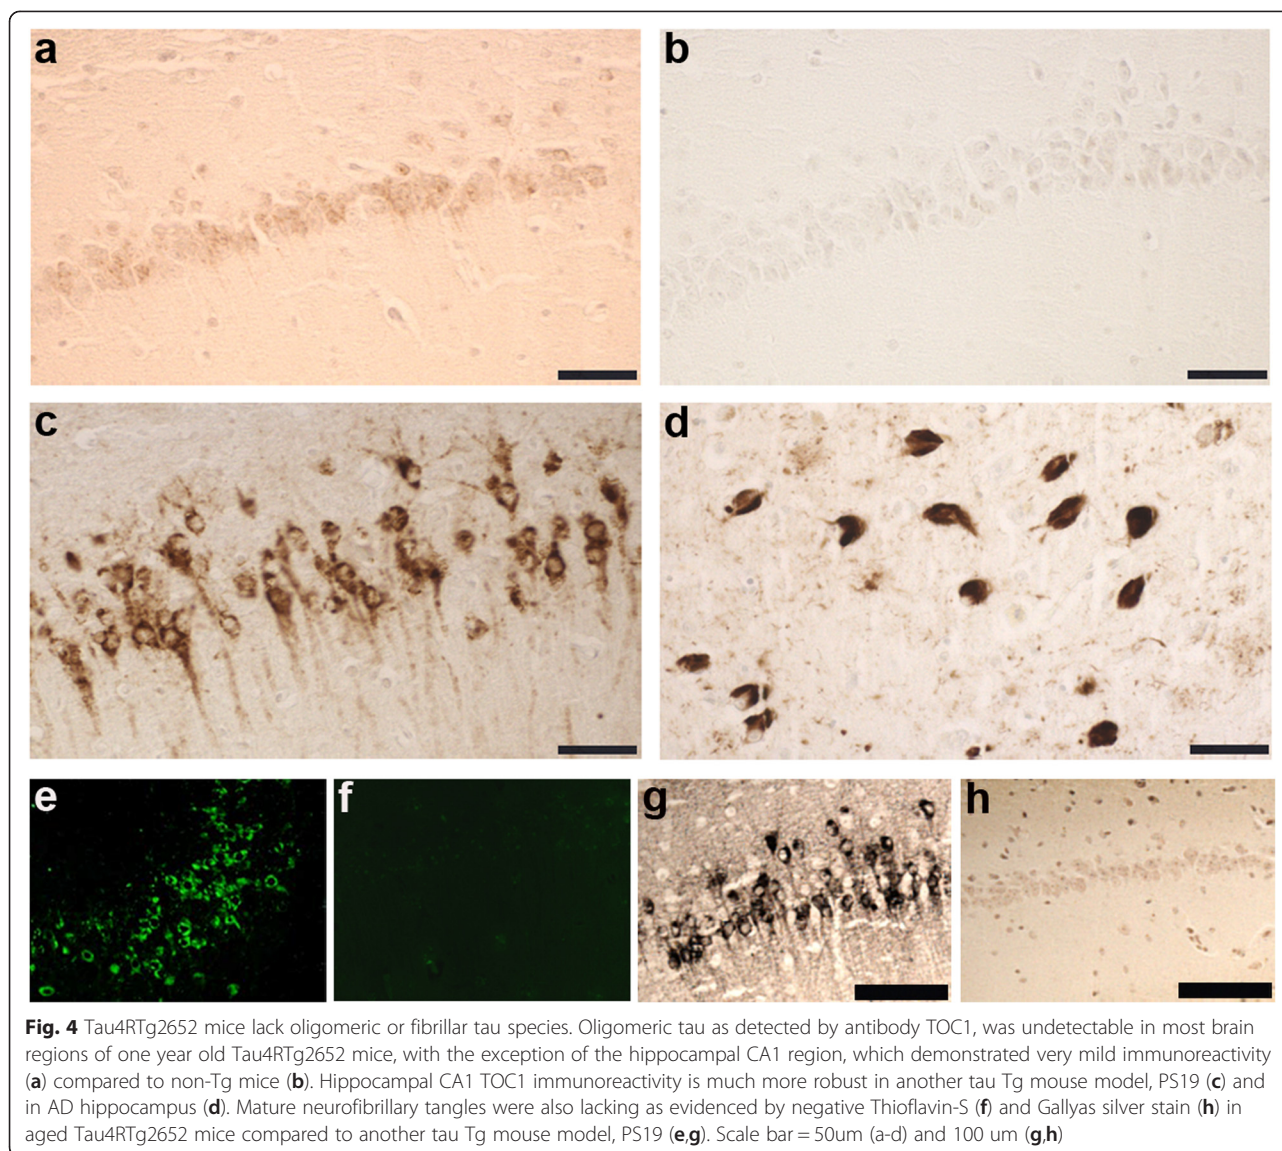 a
b
c
d
e
f
g
h
Fig. 4 Tau4RTg2652 mice lack oligomeric or fibrillar tau species. Oligomeric tau as detected by antibody TOC1, was undetectable in most brain
regions of one year old Tau4RTg2652 mice, with the exception of the hippocampal CA1 region, which demonstrated very mild immunoreactivity
(a) compared to non-Tg mice (b). Hippocampal CA1 TOC1 immunoreactivity is much more robust in another tau Tg mouse model, PS19 (c) and
in AD hippocampus (d). Mature neurofibrillary tangles were also lacking as evidenced by negative Thioflavin-S (f) and Gallyas silver stain (h) in
aged Tau4RTg2652 mice compared to another tau Tg mouse model, PS19 (e,g). Scale bar = 50um (a-d) and 100 um (g,h)